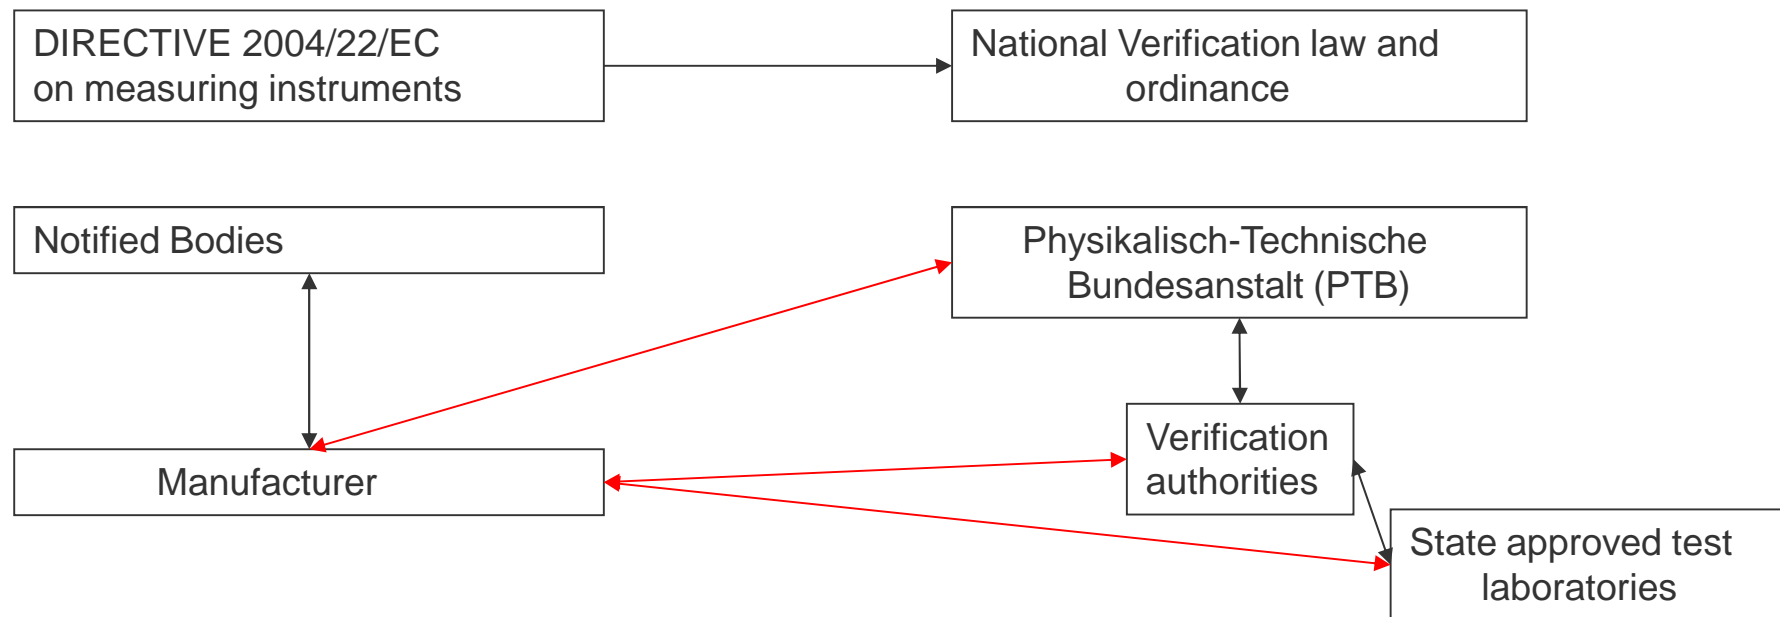 DIRECTIVE 2004/22/EC
on measuring instruments
National Verification law and
ordinance
Notified Bodies
Physikalisch-Technische
Bundesanstalt (PTB)
Manufacturer
Verification
authorities
State approved test
laboratories